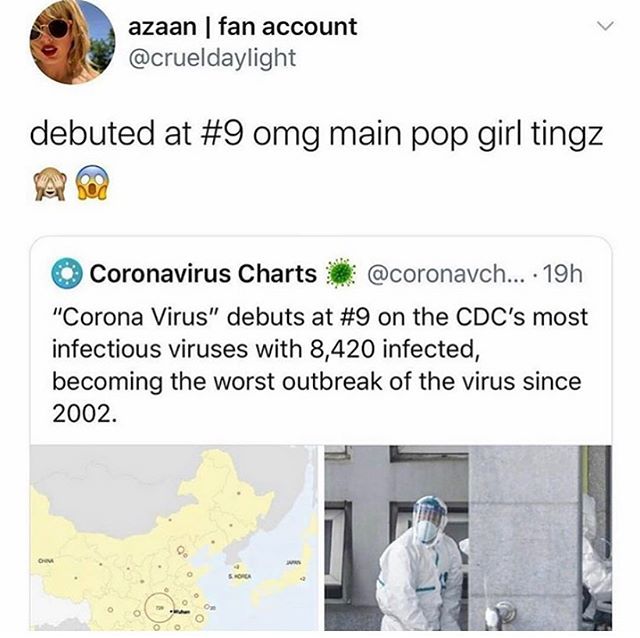 azaan | fan account
@crueldaylight
debuted at #9 omg main pop girl tingz
🙈😱
Coronavirus Charts 🦠 @coronavch... · 19h
“Corona Virus” debuts at #9 on the CDC’s most
infectious viruses with 8,420 infected,
becoming the worst outbreak of the virus since
2002.
CHINA
S. KOREA
JAPAN
Wuhan